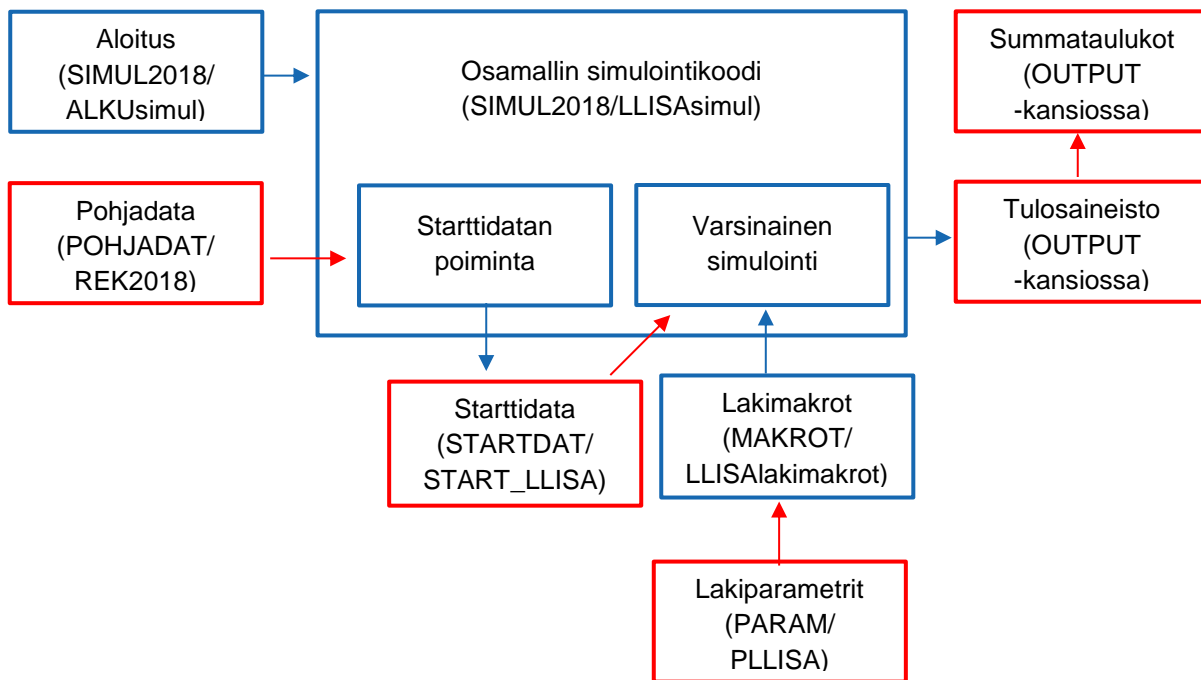 Aloitus
(SIMUL2018/
ALKUsimul)
Osamallin simulointikoodi
(SIMUL2018/LLISAsimul)
Summataulukot
(OUTPUT
-kansiossa)
Pohjadata
(POHJADAT/
REK2018)
Starttidatan
poiminta
Varsinainen
simulointi
Tulosaineisto
(OUTPUT
-kansiossa)
Starttidata
(STARTDAT/
START_LLISA)
Lakimakrot
(MAKROT/
LLISAlakimakrot)
Lakiparametrit
(PARAM/
PLLISA)